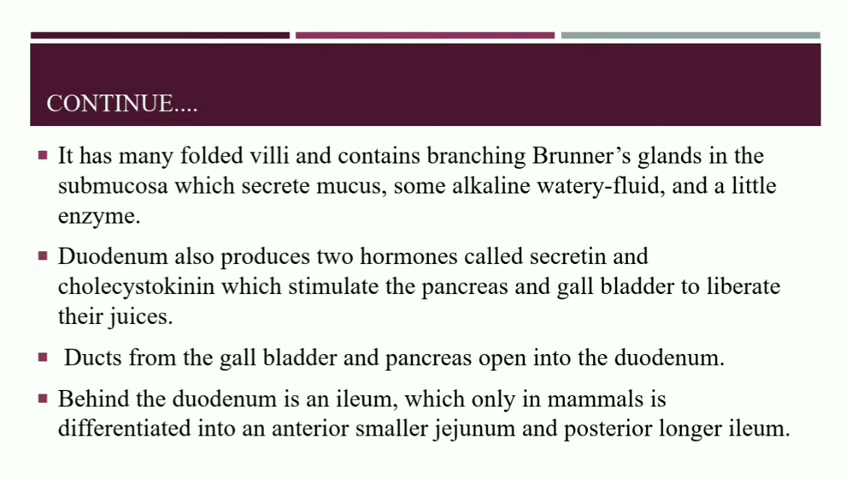 CONTINUE....
It has many folded villi and contains branching Brunner’s glands in the
submucosa which secrete mucus, some alkaline watery-fluid, and a little
enzyme.
Duodenum also produces two hormones called secretin and
cholecystokinin which stimulate the pancreas and gall bladder to liberate
their juices.
Ducts from the gall bladder and pancreas open into the duodenum.
Behind the duodenum is an ileum, which only in mammals is
differentiated into an anterior smaller jejunum and posterior longer ileum.